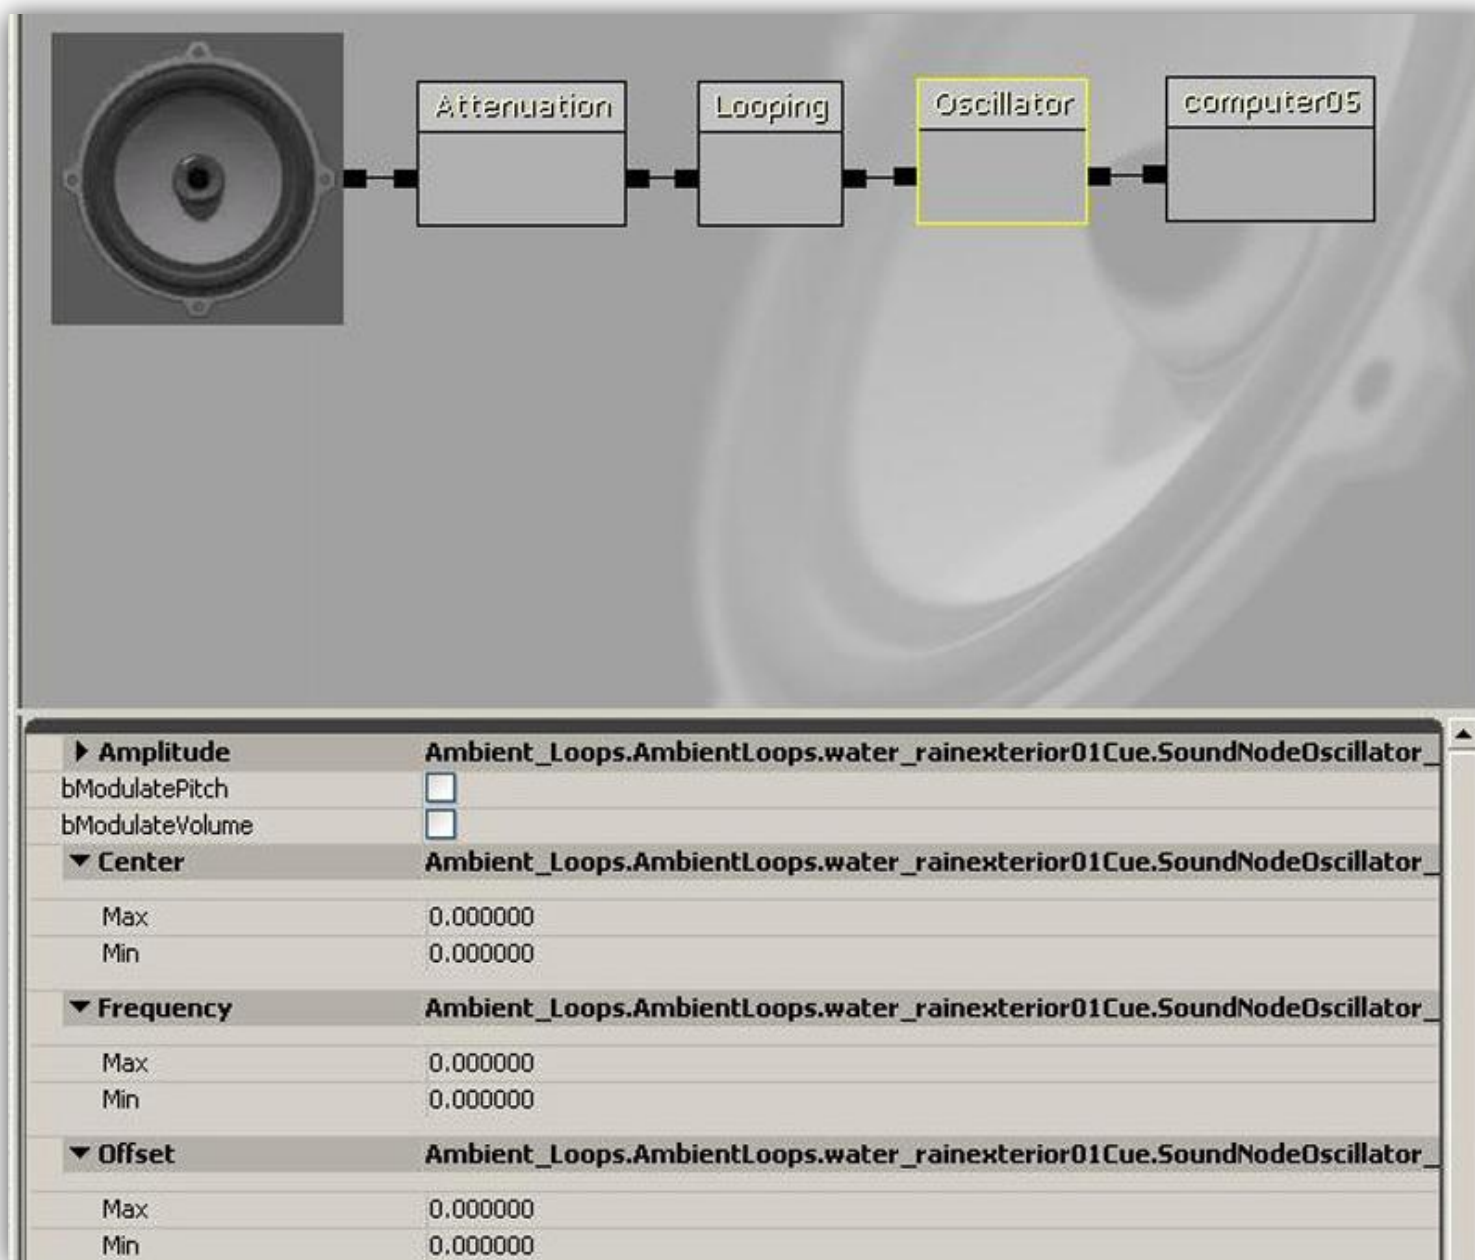 Attenuation
Looping
Oscillator
computer05
Amplitude Ambient_Loops.AmbientLoops.water_rainexterior01Cue.SoundNodeOscillator_
bModulatePitch
bModulateVolume
Center Ambient_Loops.AmbientLoops.water_rainexterior01Cue.SoundNodeOscillator_
Max 0.000000
Min 0.000000
Frequency Ambient_Loops.AmbientLoops.water_rainexterior01Cue.SoundNodeOscillator_
Max 0.000000
Min 0.000000
Offset Ambient_Loops.AmbientLoops.water_rainexterior01Cue.SoundNodeOscillator_
Max 0.000000
Min 0.000000